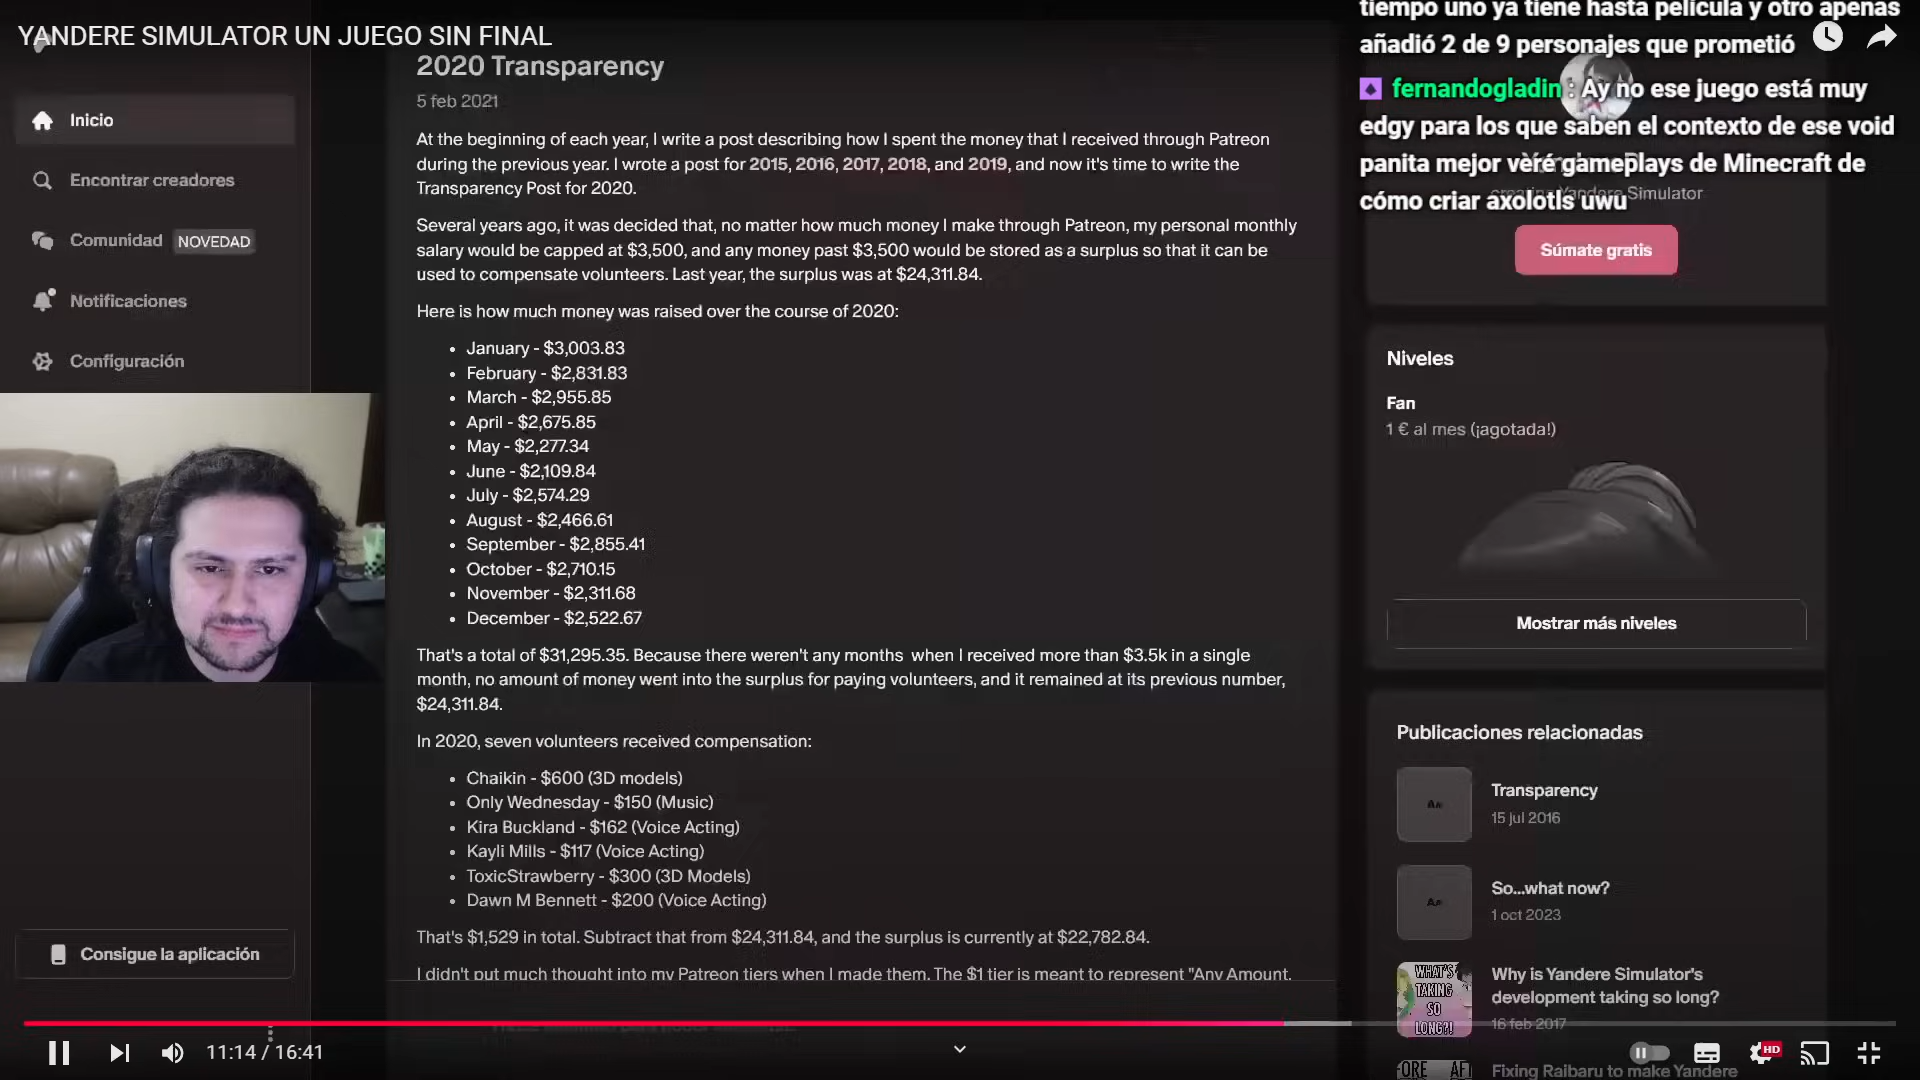 YANDERE SIMULATOR UN JUEGO SIN FINAL
Inicio
Encontrar creadores
Comunidad NOVEDAD
Notificaciones
Configuración
Consigue la aplicación
2020 Transparency
5 feb 2021
At the beginning of each year, I write a post describing how I spent the money that I received through Patreon
during the previous year. I wrote a post for 2015, 2016, 2017, 2018, and 2019, and now it's time to write the
Transparency Post for 2020.
Several years ago, it was decided that, no matter how much money I make through Patreon, my personal monthly
salary would be capped at $3,500, and any money past $3,500 would be stored as a surplus so that it can be
used to compensate volunteers. Last year, the surplus was at $24,311.84.
Here is how much money was raised over the course of 2020:
• January - $3,003.83
• February - $2,831.83
• March - $2,955.85
• April - $2,675.85
• May - $2,277.34
• June - $2,109.84
• July - $2,574.29
• August - $2,466.61
• September - $2,855.41
• October - $2,710.15
• November - $2,311.68
• December - $2,522.67
That's a total of $31,295.35. Because there weren't any months when I received more than $3.5k in a single
month, no amount of money went into the surplus for paying volunteers, and it remained at its previous number,
$24,311.84.
In 2020, seven volunteers received compensation:
• Chaikin - $600 (3D models)
• Only Wednesday - $150 (Music)
• Kira Buckland - $162 (Voice Acting)
• Kayli Mills - $117 (Voice Acting)
• ToxicStrawberry - $300 (3D Models)
• Dawn M Bennett - $200 (Voice Acting)
That's $1,529 in total. Subtract that from $24,311.84, and the surplus is currently at $22,782.84.
I didn't put much thought into my Patreon tiers when I made them. The $1 tier is meant to represent "Any Amount.
tiempo uno ya tiene hasta película y otro apenas
añadió 2 de 9 personajes que prometió
fernandogladin : Ay no ese juego está muy
edgy para los que saben el contexto de ese void
panita mejor veré gameplays de Minecraft de
cómo criar axolotls uwu
Yandere Simulator
Súmate gratis
Niveles
Fan
1 € al mes (¡agotada!)
Mostrar más niveles
Publicaciones relacionadas
Aa
Transparency
15 jul 2016
Aa
So...what now?
1 oct 2023
WHAT'S
TAKING
SO
LONG?!
Why is Yandere Simulator's
development taking so long?
16 feb 2017
Fixing Raibaru to make Yandere
11:14 / 16:41
HD